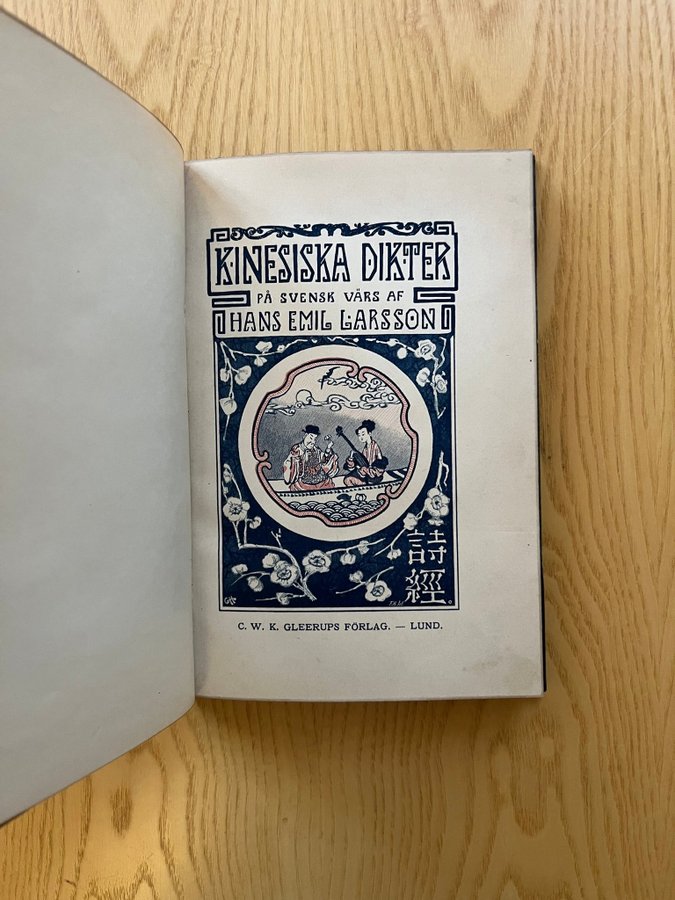 KINESISKA DIKTER
PÅ SVENSK VÄRS AF
HANS EMIL LARSSON
詩
經
C. W. K. GLEERUPS FÖRLAG. — LUND.